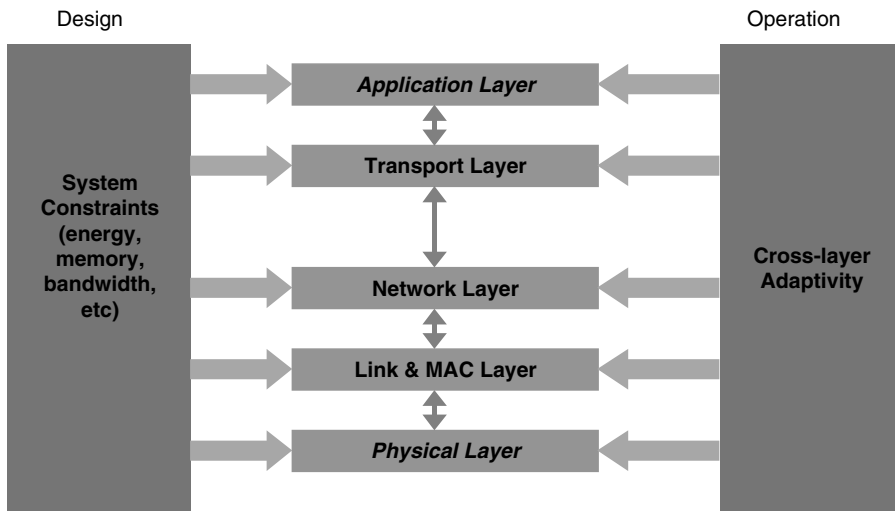 Design
Operation
System
Constraints
(energy,
memory,
bandwidth,
etc)
Application Layer
Transport Layer
Network Layer
Link & MAC Layer
Physical Layer
Cross-layer
Adaptivity